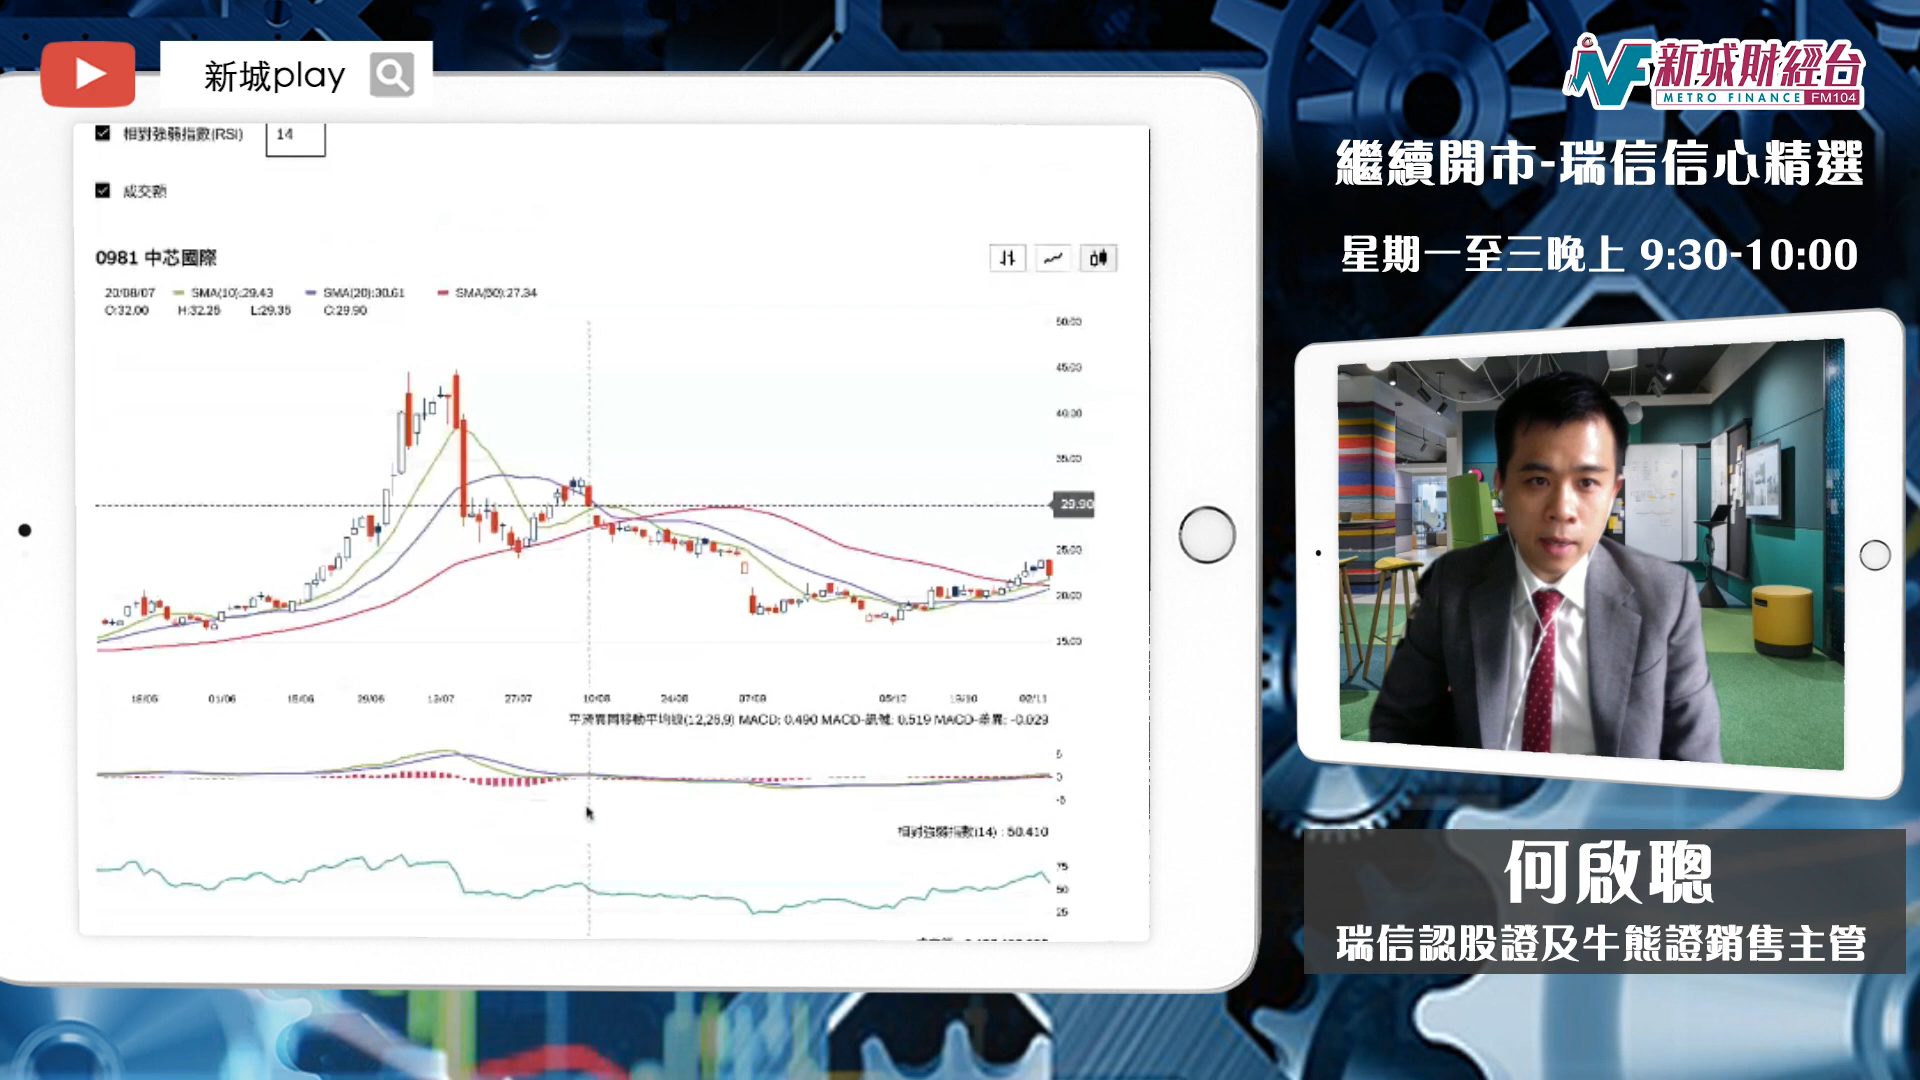 新城play
新城財經台
METRO FINANCE FM104
繼續開市-瑞信信心精選
星期一至三晚上 9:30-10:00
相對強弱指數(RSI) 14
成交額
0981 中芯國際
20/08/07 SMA(10):29.43 SMA(20):30.61 SMA(50):27.34
O:32.00 H:32.25 L:29.35 C:29.90
50.00
45.00
40.00
35.00
29.90
25.00
20.00
15.00
18/05 01/06 15/06 29/06 13/07 27/07 10/08 24/08 07/09 05/10 19/10 02/11
平滑異同移動平均線(12,26,9) MACD: 0.490 MACD-訊號: 0.519 MACD-差異: -0.029
5
0
-5
相對強弱指數(14) : 50.410
75
50
25
何啟聰
瑞信認股證及牛熊證銷售主管